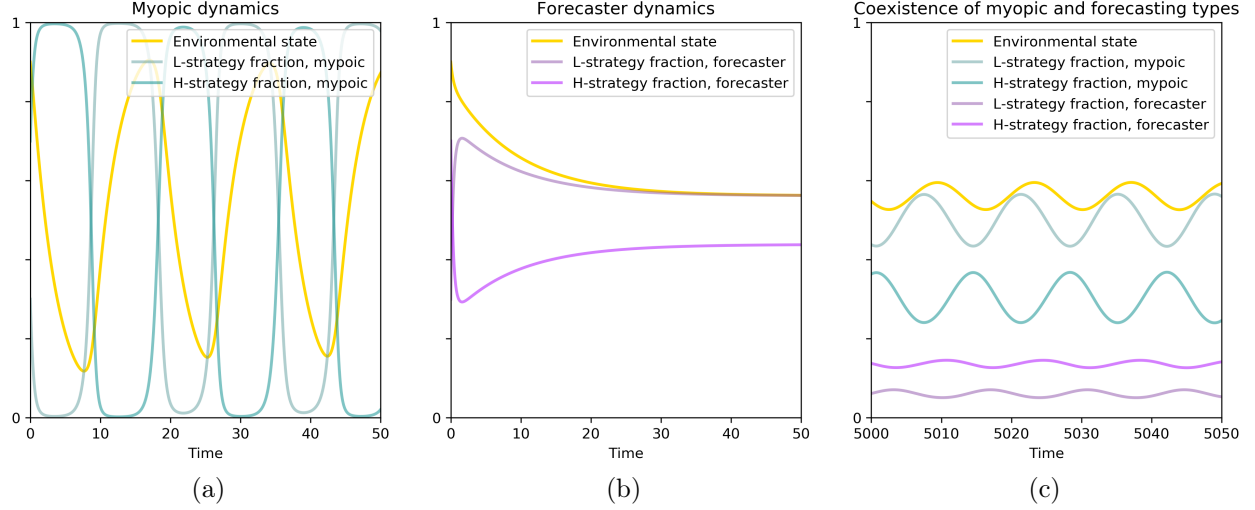 Myopic dynamics
Environmental state
L-strategy fraction, mypoic
H-strategy fraction, mypoic
1
0
0 10 20 30 40 50
Time
(a)
Forecaster dynamics
Environmental state
L-strategy fraction, forecaster
H-strategy fraction, forecaster
1
0
0 10 20 30 40 50
Time
(b)
Coexistence of myopic and forecasting types
Environmental state
L-strategy fraction, mypoic
H-strategy fraction, mypoic
L-strategy fraction, forecaster
H-strategy fraction, forecaster
1
0
5000 5010 5020 5030 5040 5050
Time
(c)